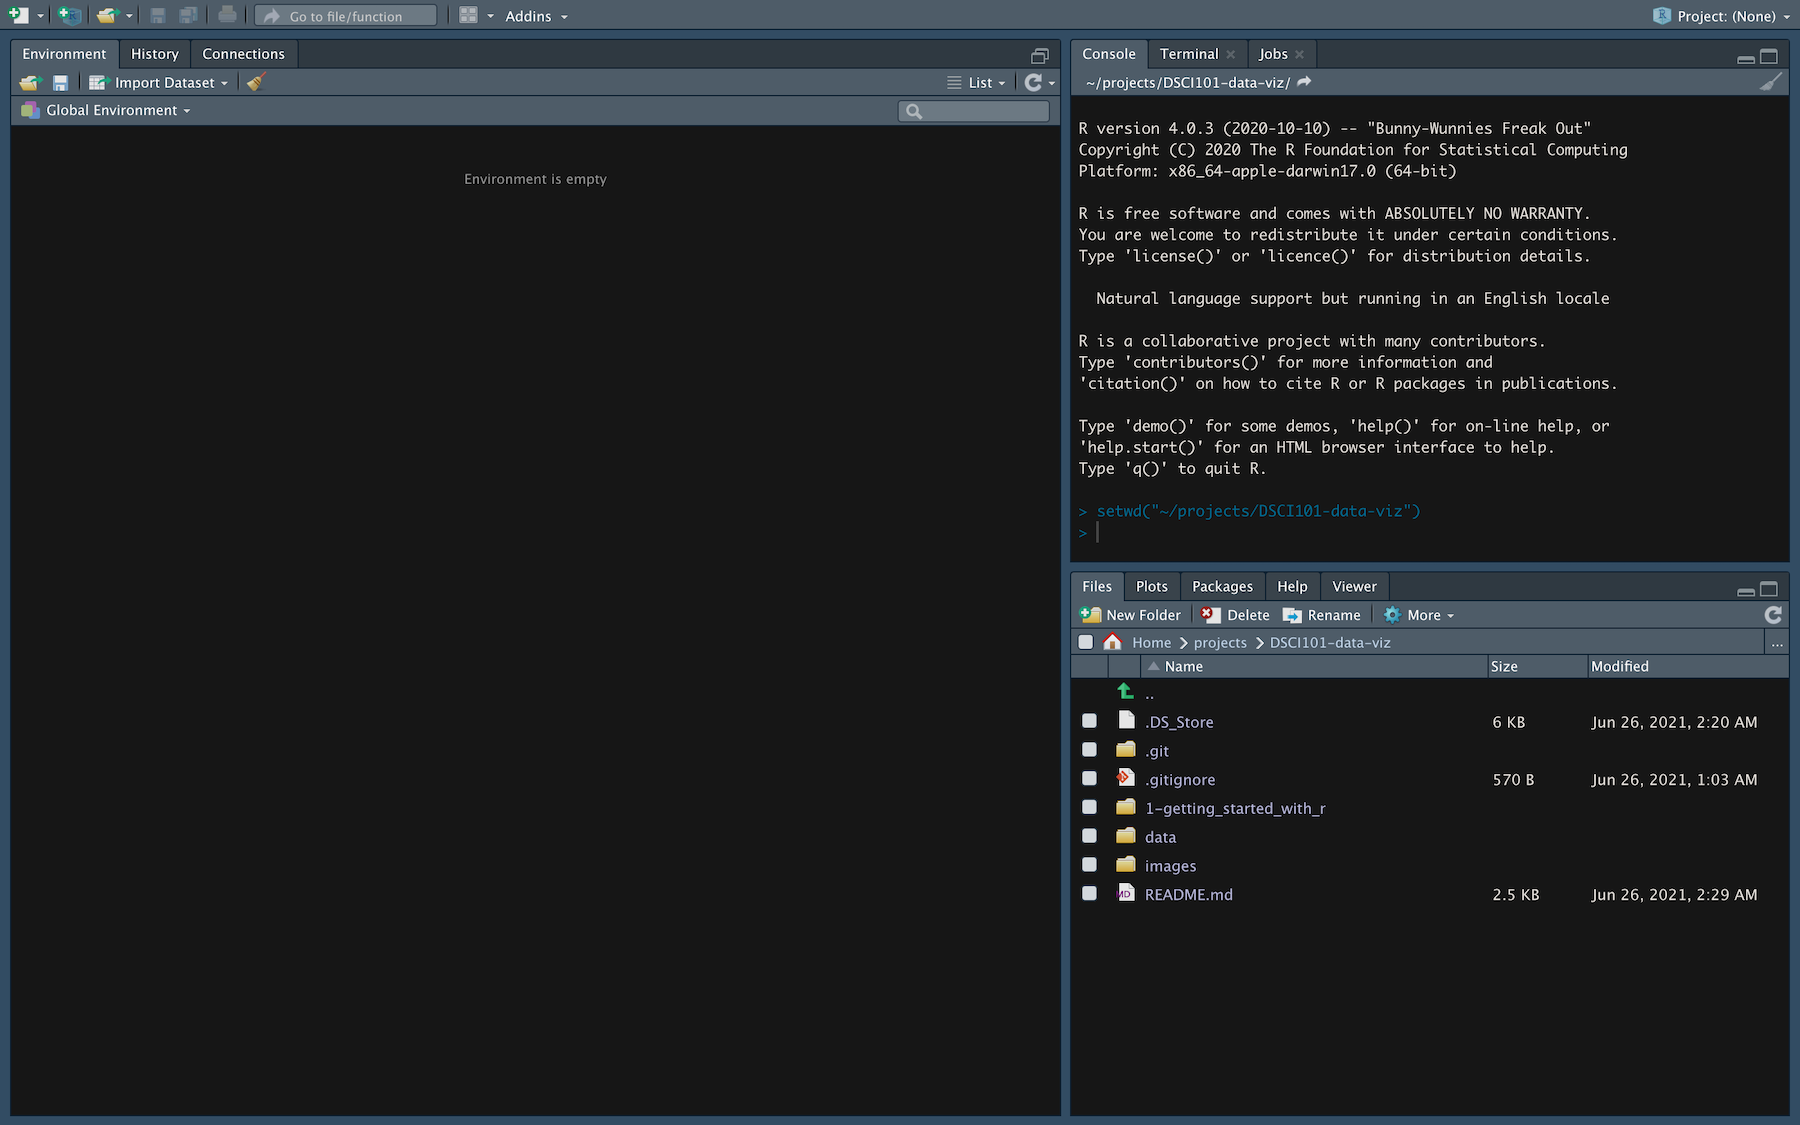 Go to file/function
Addins
Project: (None)
Environment
History
Connections
Import Dataset
List
Global Environment
Environment is empty
Console
Terminal
Jobs
~/projects/DSCI101-data-viz/
R version 4.0.3 (2020-10-10) -- "Bunny-Wunnies Freak Out"
Copyright (C) 2020 The R Foundation for Statistical Computing
Platform: x86_64-apple-darwin17.0 (64-bit)
R is free software and comes with ABSOLUTELY NO WARRANTY.
You are welcome to redistribute it under certain conditions.
Type 'license()' or 'licence()' for distribution details.
Natural language support but running in an English locale
R is a collaborative project with many contributors.
Type 'contributors()' for more information and
'citation()' on how to cite R or R packages in publications.
Type 'demo()' for some demos, 'help()' for on-line help, or
'help.start()' for an HTML browser interface to help.
Type 'q()' to quit R.
> setwd("~/projects/DSCI101-data-viz")
>
Files
Plots
Packages
Help
Viewer
New Folder
Delete
Rename
More
Home
projects
DSCI101-data-viz
...
Name
Size
Modified
..
.DS_Store 6 KB Jun 26, 2021, 2:20 AM
.git
.gitignore 570 B Jun 26, 2021, 1:03 AM
1-getting_started_with_r
data
images
README.md 2.5 KB Jun 26, 2021, 2:29 AM